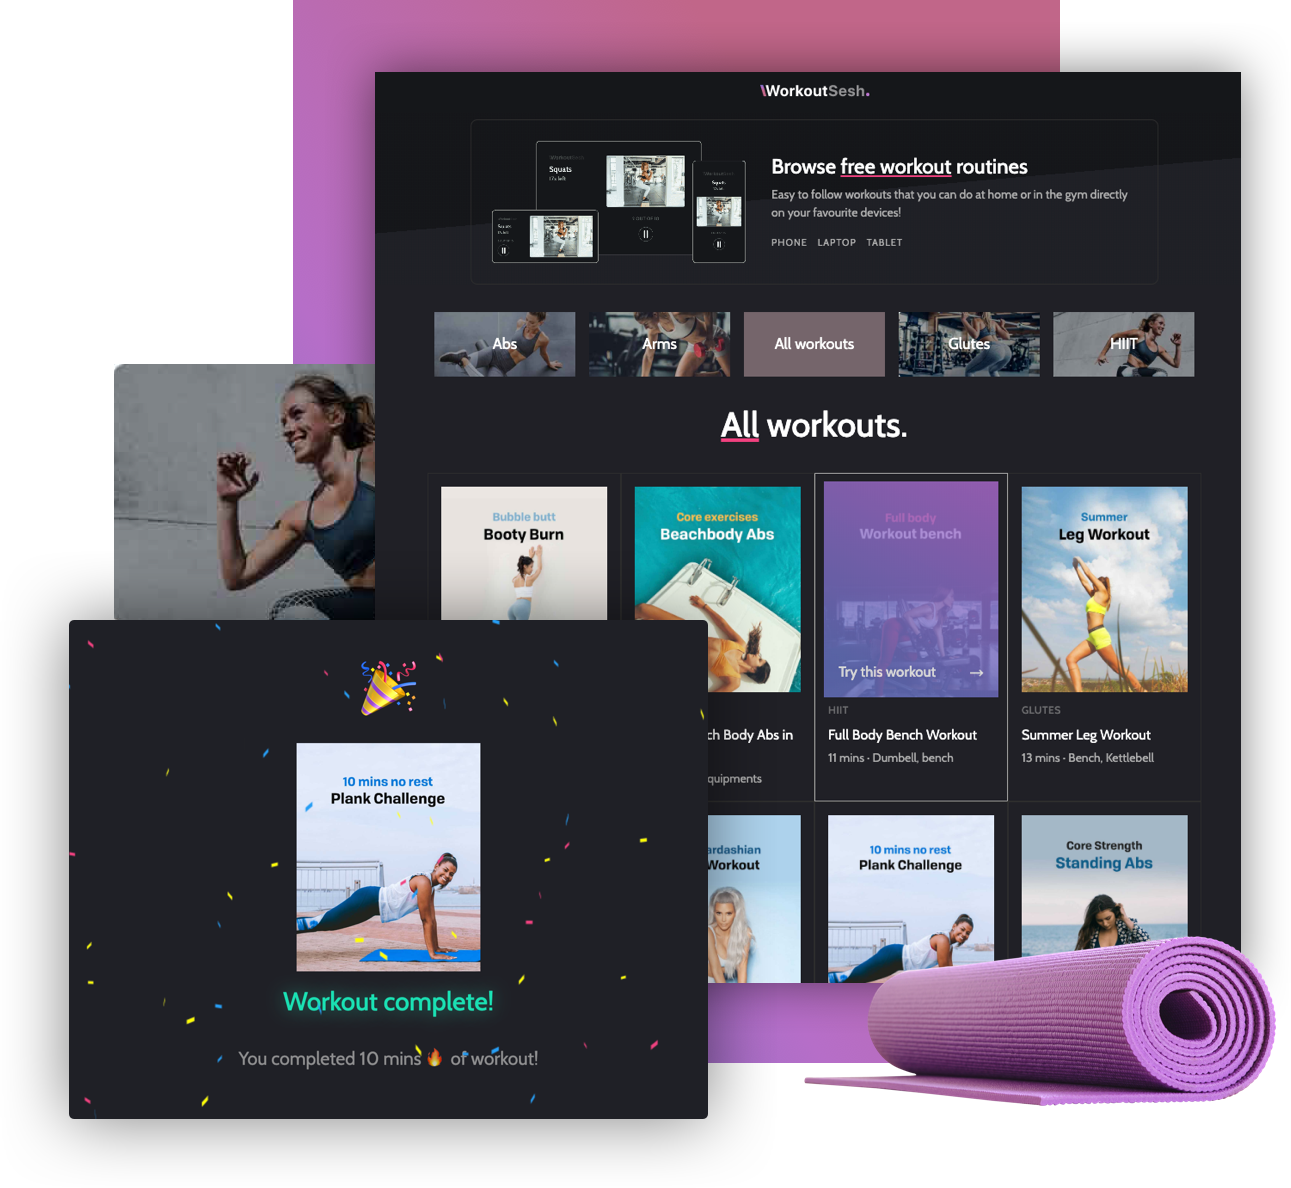 WorkoutSesh.
Squats
17s left
Squats
Squats
Browse free workout routines
Easy to follow workouts that you can do at home or in the gym directly
on your favourite devices!
PHONE LAPTOP TABLET
Abs
Arms
All workouts
Glutes
HIIT
All workouts.
Bubble butt
Booty Burn
Core exercises
Beachbody Abs
Full body
Workout bench
Try this workout →
Summer
Leg Workout
ch Body Abs in
quipments
HIIT
Full Body Bench Workout
11 mins · Dumbell, bench
GLUTES
Summer Leg Workout
13 mins · Bench, Kettlebell
ardashian
Workout
10 mins no rest
Plank Challenge
Core Strength
Standing Abs
10 mins no rest
Plank Challenge
Workout complete!
You completed 10 mins 🔥 of workout!